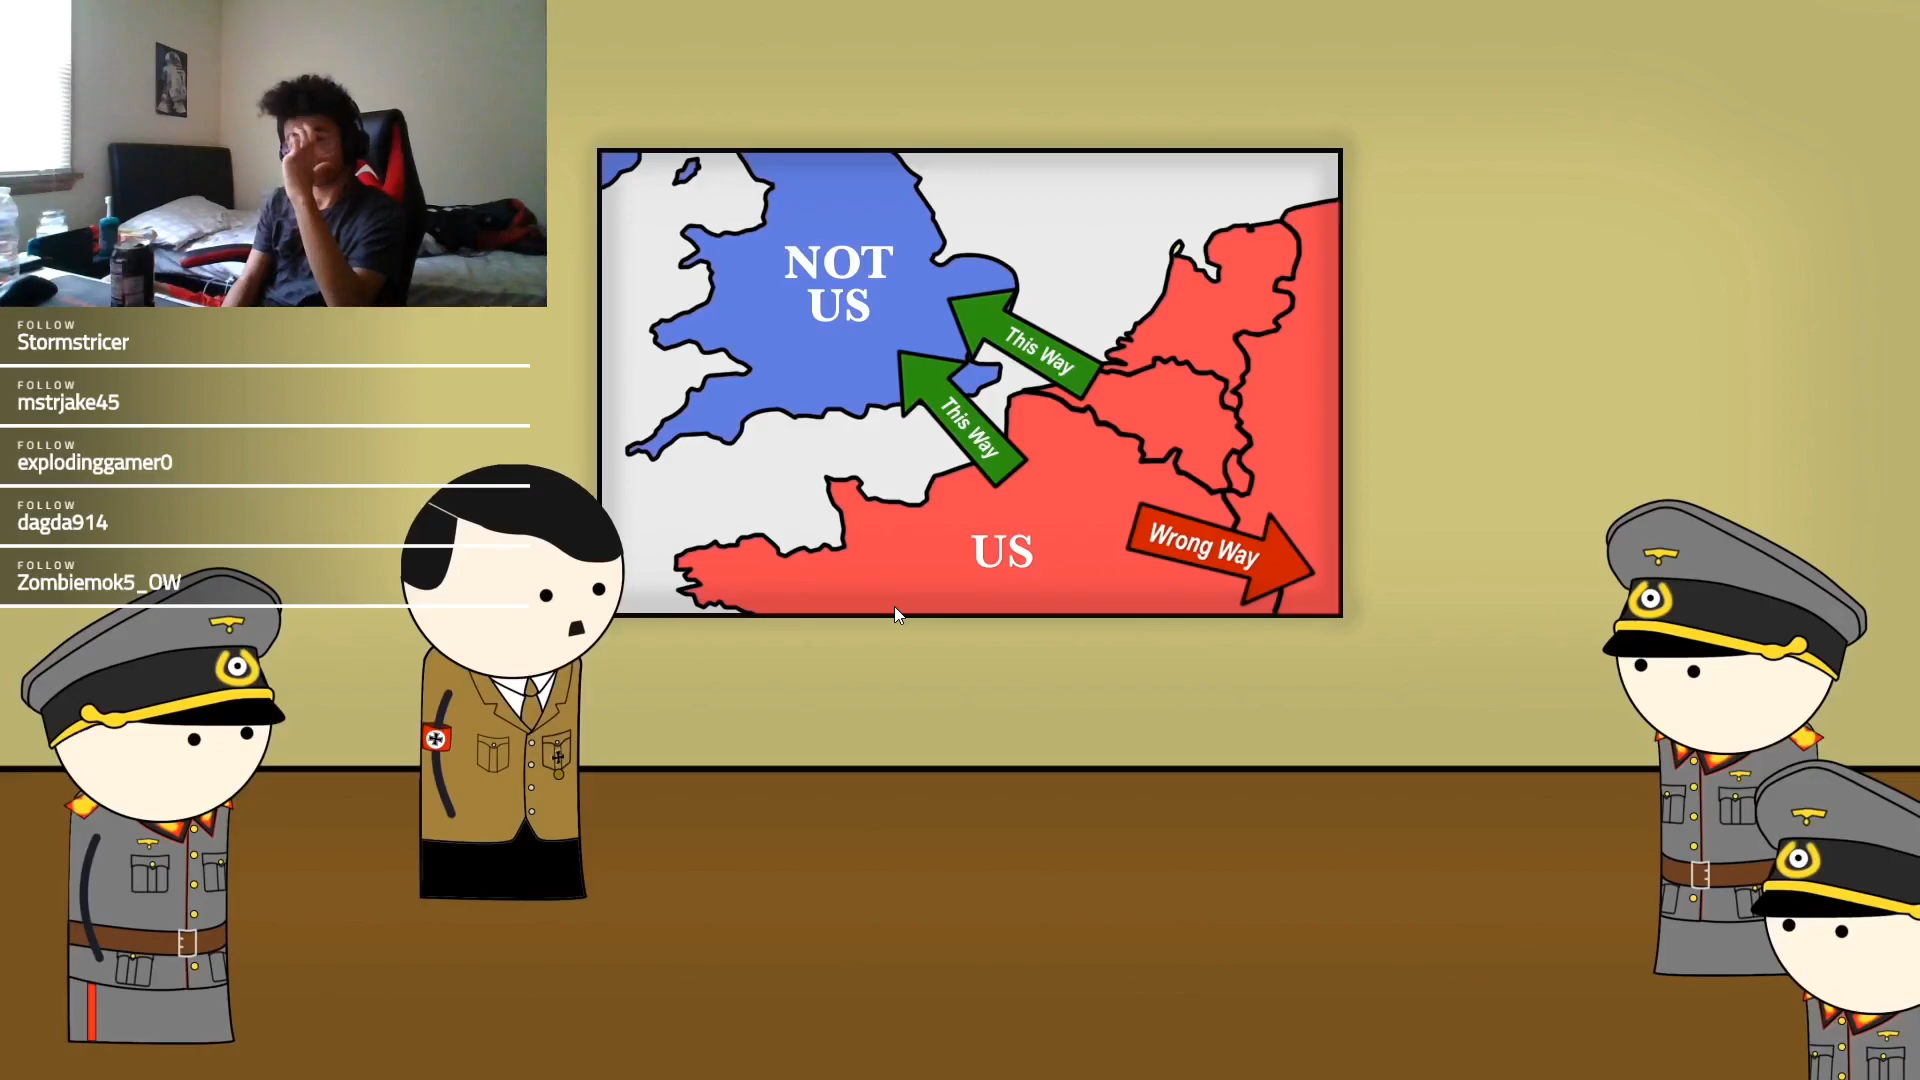 FOLLOW
Stormstricer
FOLLOW
mstrjake45
FOLLOW
explodinggamer0
FOLLOW
dagda914
FOLLOW
Zombiemok5_OW
NOT
US
This Way
This Way
US
Wrong Way